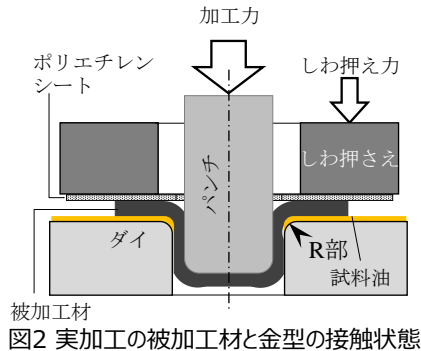 加工力
ポリエチレン
シート
しわ押え力
しわ押さえ
パンチ
ダイ
R部
試料油
被加工材
図2 実加工の被加工材と金型の接触状態